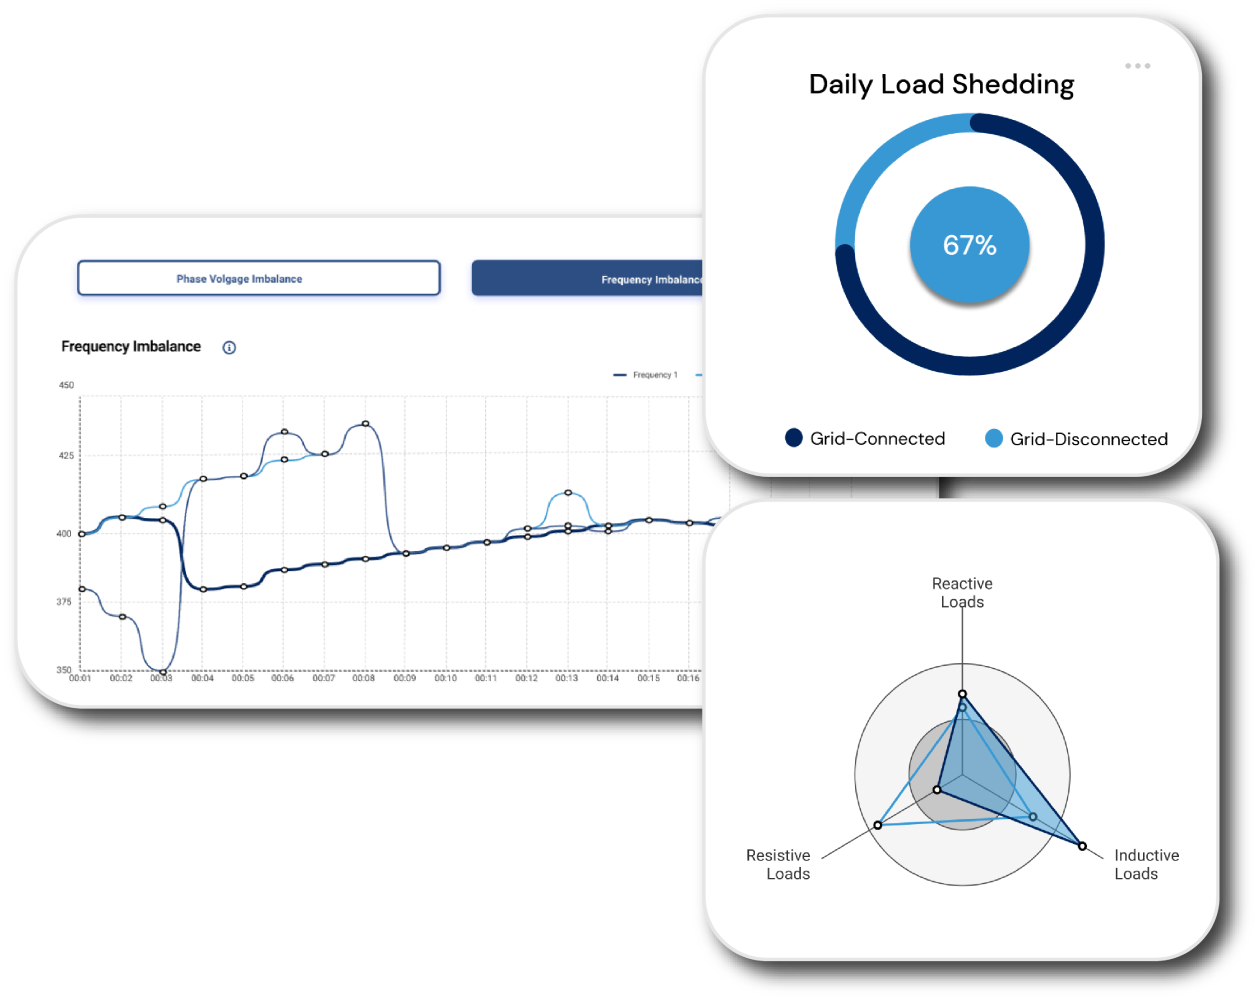 Daily Load Shedding
67%
Grid-Connected
Grid-Disconnected
Phase Volgage Imbalance
Frequency Imbalance
Frequency Imbalance
Frequency 1
450
425
400
375
350
00:01 00:02 00:03 00:04 00:05 00:06 00:07 00:08 00:09 00:10 00:11 00:12 00:13 00:14 00:15 00:16
Reactive
Loads
Resistive
Loads
Inductive
Loads